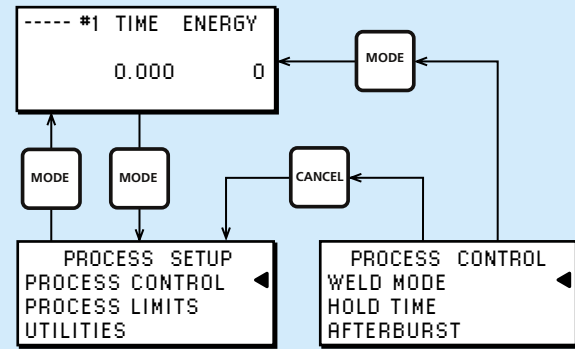 ----- #1 TIME ENERGY
0.000 0
MODE
MODE
MODE
CANCEL
PROCESS SETUP
PROCESS CONTROL
PROCESS LIMITS
UTILITIES
PROCESS CONTROL
WELD MODE
HOLD TIME
AFTERBURST